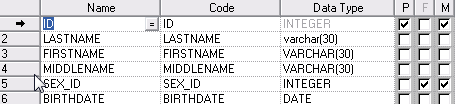 Name Code Data Type P F M
ID = ID INTEGER
2 LASTNAME LASTNAME varchar(30)
3 FIRSTNAME FIRSTNAME VARCHAR(30)
4 MIDDLENAME MIDDLENAME VARCHAR(30)
5 SEX_ID SEX_ID INTEGER
6 BIRTHDATE BIRTHDATE DATE